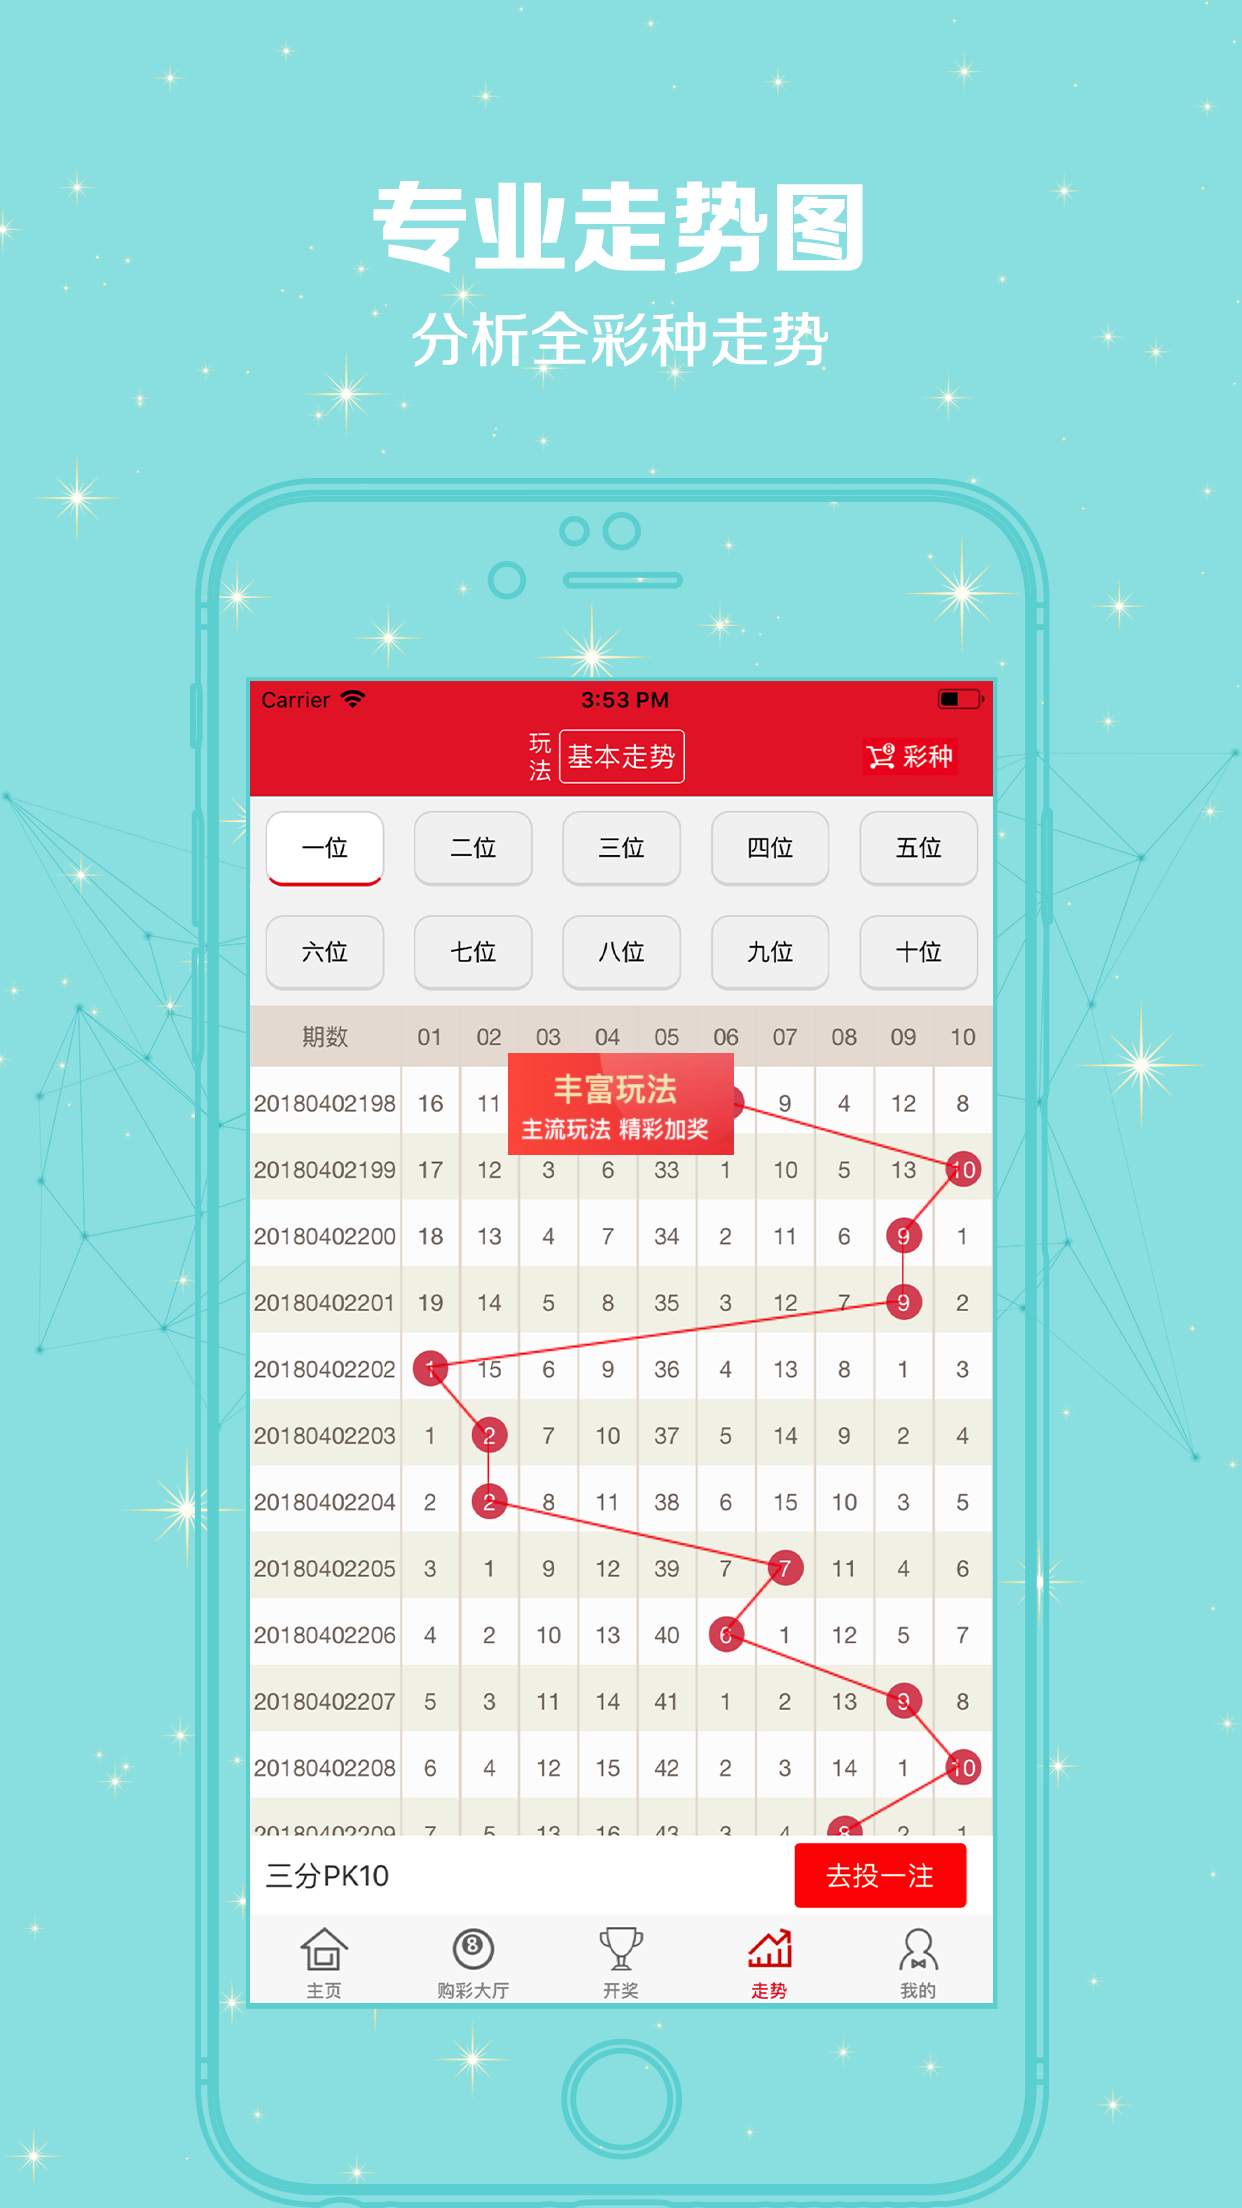 专业走势图
分析全彩种走势
Carrier 3:53 PM
玩法 基本走势 彩种
一位 二位 三位 四位 五位
六位 七位 八位 九位 十位
期数 01 02 03 04 05 06 07 08 09 10
丰富玩法
主流玩法 精彩加奖
20180402198 16 11 9 4 12 8
20180402199 17 12 3 6 33 1 10 5 13 10
20180402200 18 13 4 7 34 2 11 6 9 1
20180402201 19 14 5 8 35 3 12 7 9 2
20180402202 1 15 6 9 36 4 13 8 1 3
20180402203 1 2 7 10 37 5 14 9 2 4
20180402204 2 2 8 11 38 6 15 10 3 5
20180402205 3 1 9 12 39 7 7 11 4 6
20180402206 4 2 10 13 40 6 1 12 5 7
20180402207 5 3 11 14 41 1 2 13 9 8
20180402208 6 4 12 15 42 2 3 14 1 10
20180402209 7 5 13 16 43 3 4 8 2 1
三分PK10 去投一注
主页 购彩大厅 开奖 走势 我的